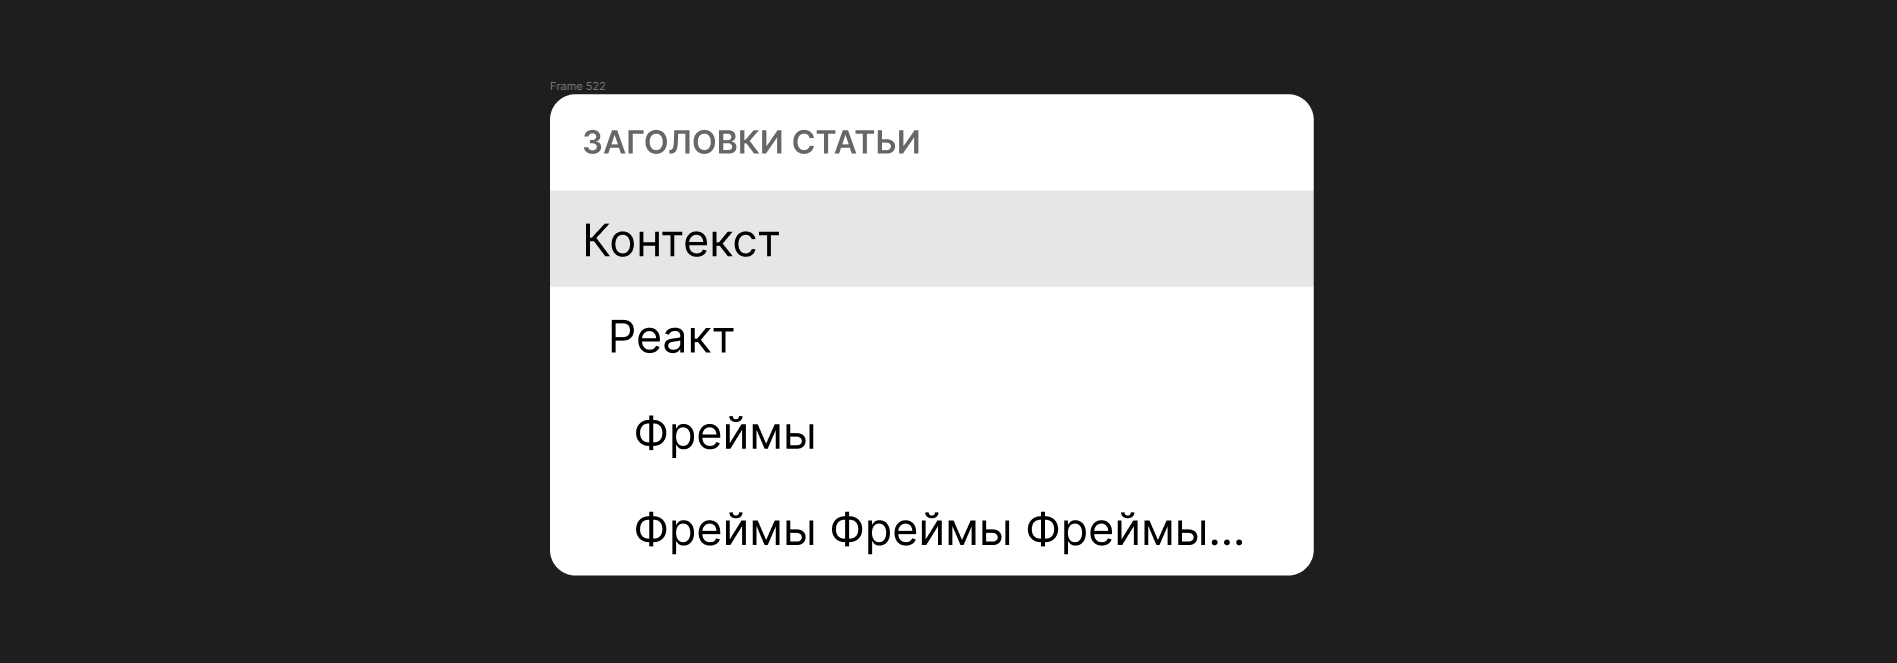 Frame 522
ЗАГОЛОВКИ СТАТЬИ
Контекст
Реакт
Фреймы
Фреймы Фреймы Фреймы...